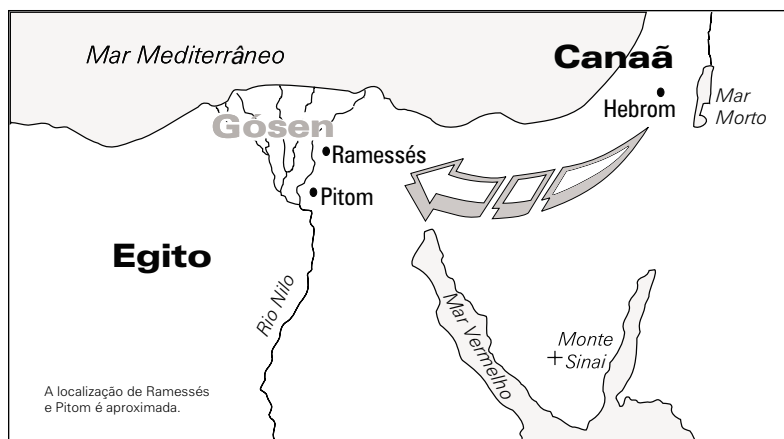 Mar Mediterrâneo
Canaã
Hebrom
Mar
Morto
Gósen
Ramessés
Pitom
Egito
Rio Nilo
Mar Vermelho
Monte
Sinai
A localização de Ramessés
e Pitom é aproximada.